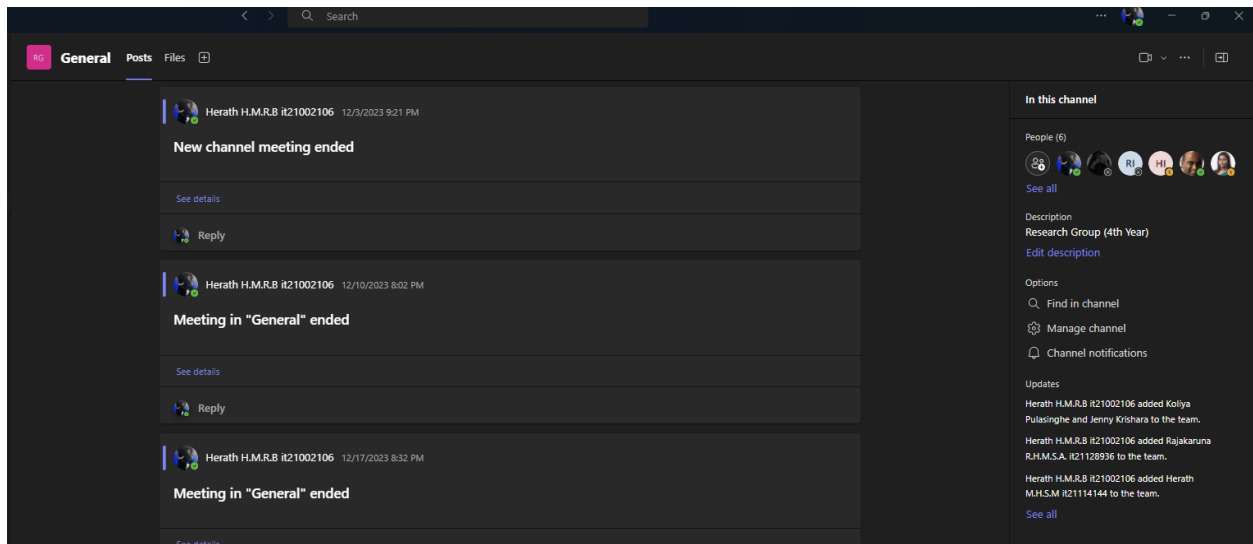 Search
RG General Posts Files
Herath H.M.R.B it21002106 12/3/2023 9:21 PM
New channel meeting ended
See details
Reply
Herath H.M.R.B it21002106 12/10/2023 8:02 PM
Meeting in "General" ended
See details
Reply
Herath H.M.R.B it21002106 12/17/2023 8:32 PM
Meeting in "General" ended
See details
In this channel
People (6)
RI HI
See all
Description
Research Group (4th Year)
Edit description
Options
Find in channel
Manage channel
Channel notifications
Updates
Herath H.M.R.B it21002106 added Koliya
Pulasinghe and Jenny Krishara to the team.
Herath H.M.R.B it21002106 added Rajakaruna
R.H.M.S.A. it21128936 to the team.
Herath H.M.R.B it21002106 added Herath
M.H.S.M it21114144 to the team.
See all